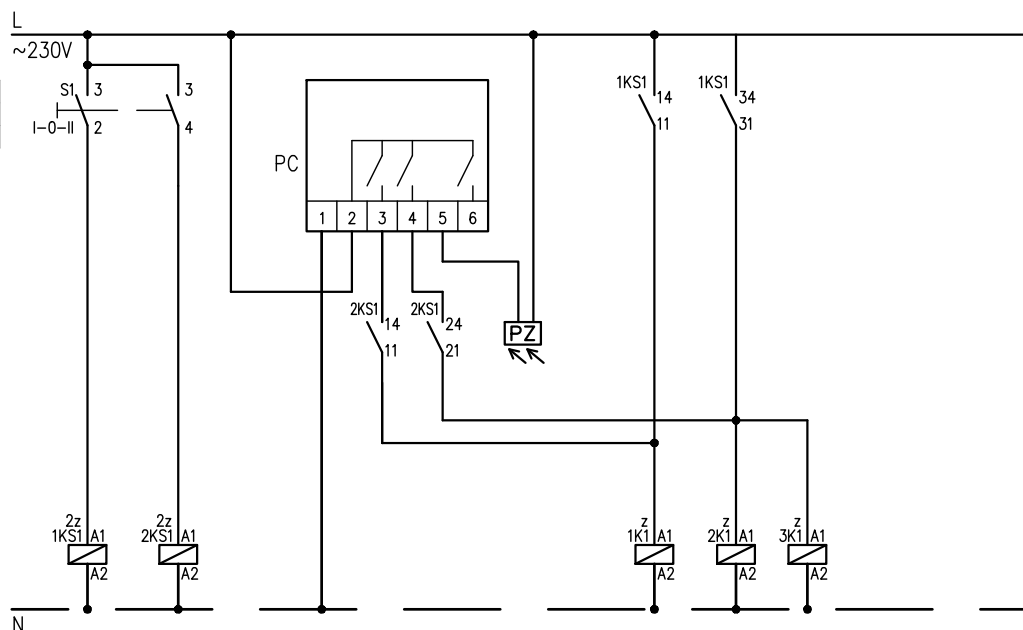 L
~230V
S1 3 3
I-0-II 2 4
PC
1 2 3 4 5 6
1KS1 14 11
1KS1 34 31
2KS1 14 11
2KS1 24 21
PZ
2z
1KS1 A1
A2
2z
2KS1 A1
A2
z
1K1 A1
A2
z
2K1 A1
A2
z
3K1 A1
A2
N